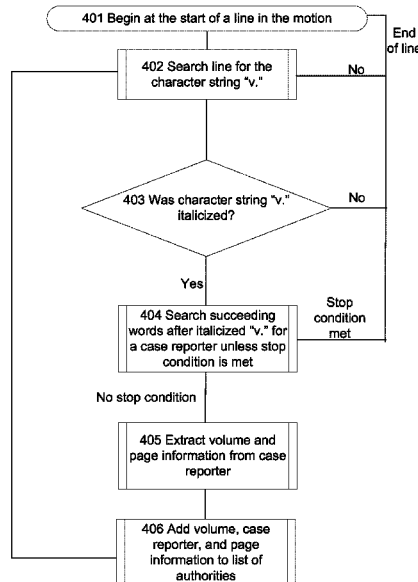 401 Begin at the start of a line in the motion
End
of line
402 Search line for the
character string “v.”
No
403 Was character string “v.”
italicized?
No
Yes
404 Search succeeding
words after italicized “v.” for
a case reporter unless stop
condition is met
Stop
condition
met
No stop condition
405 Extract volume and
page information from case
reporter
406 Add volume, case
reporter, and page
information to list of
authorities